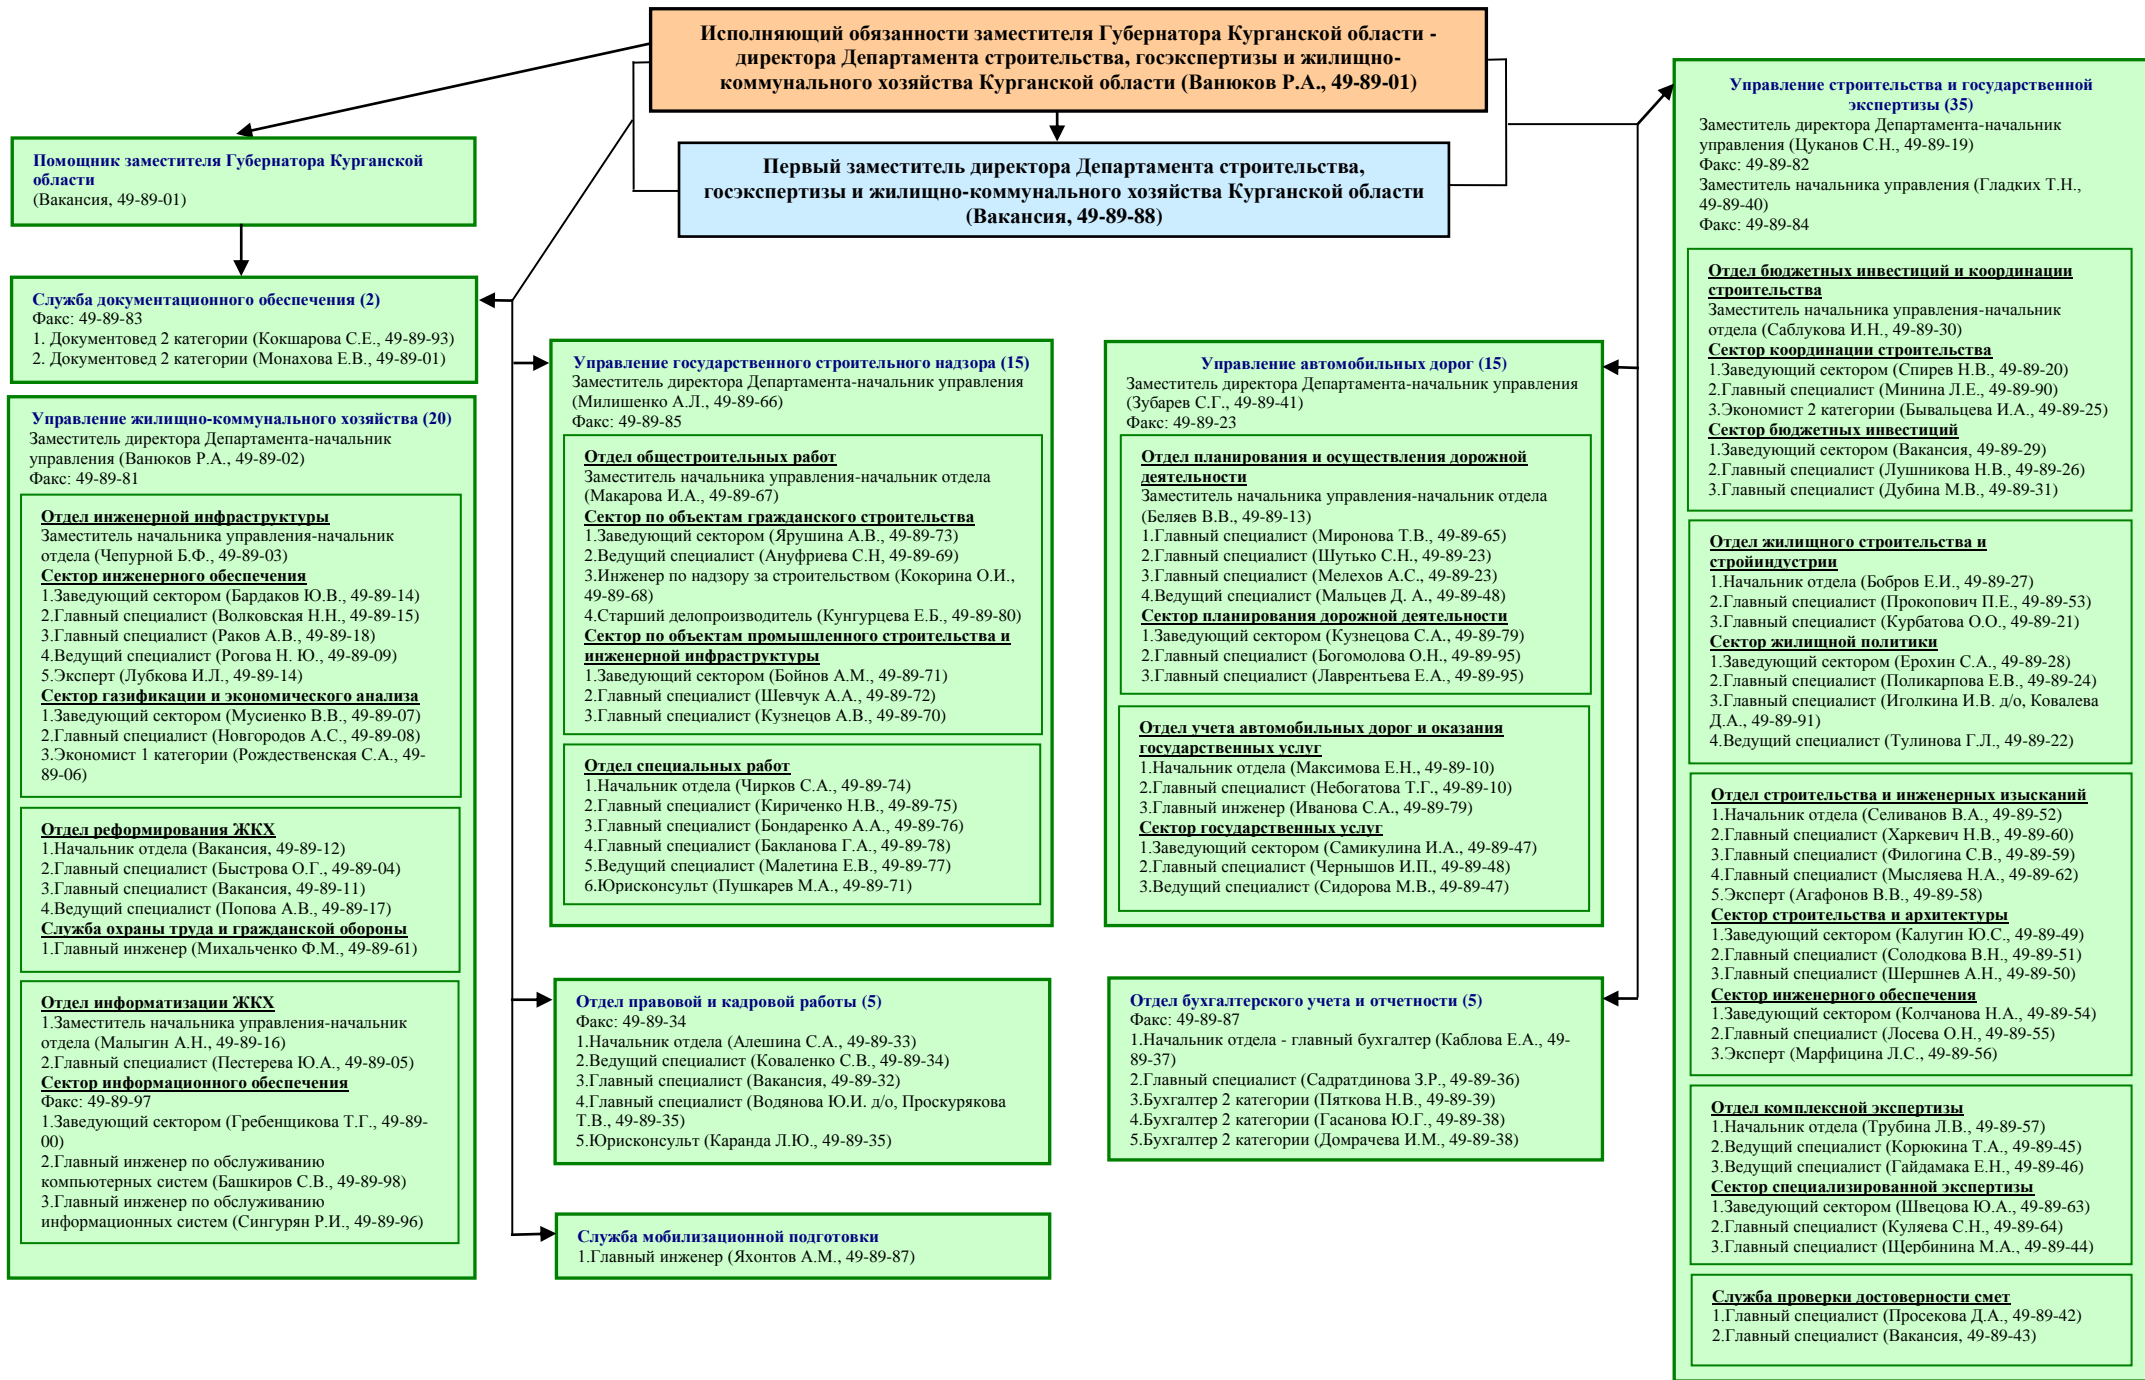 Исполняющий обязанности заместителя Губернатора Курганской области -
директора Департамента строительства, госэкспертизы и жилищно-
коммунального хозяйства Курганской области (Ванюков Р.А., 49-89-01)
Первый заместитель директора Департамента строительства,
госэкспертизы и жилищно-коммунального хозяйства Курганской области
(Вакансия, 49-89-88)
Помощник заместителя Губернатора Курганской
области
(Вакансия, 49-89-01)
Служба документационного обеспечения (2)
Факс: 49-89-83
1. Документовед 2 категории (Кокшарова С.Е., 49-89-93)
2. Документовед 2 категории (Монахова Е.В., 49-89-01)
Управление жилищно-коммунального хозяйства (20)
Заместитель директора Департамента-начальник
управления (Ванюков Р.А., 49-89-02)
Факс: 49-89-81
Отдел инженерной инфраструктуры
Заместитель начальника управления-начальник
отдела (Чепурной Б.Ф., 49-89-03)
Сектор инженерного обеспечения
1.Заведующий сектором (Бардаков Ю.В., 49-89-14)
2.Главный специалист (Волковская Н.Н., 49-89-15)
3.Главный специалист (Раков А.В., 49-89-18)
4.Ведущий специалист (Рогова Н. Ю., 49-89-09)
5.Эксперт (Лубкова И.Л., 49-89-14)
Сектор газификации и экономического анализа
1.Заведующий сектором (Мусиенко В.В., 49-89-07)
2.Главный специалист (Новгородов А.С., 49-89-08)
3.Экономист 1 категории (Рождественская С.А., 49-
89-06)
Отдел реформирования ЖКХ
1.Начальник отдела (Вакансия, 49-89-12)
2.Главный специалист (Быстрова О.Г., 49-89-04)
3.Главный специалист (Вакансия, 49-89-11)
4.Ведущий специалист (Попова А.В., 49-89-17)
Служба охраны труда и гражданской обороны
1.Главный инженер (Михальченко Ф.М., 49-89-61)
Отдел информатизации ЖКХ
1.Заместитель начальника управления-начальник
отдела (Малыгин А.Н., 49-89-16)
2.Главный специалист (Пестерева Ю.А., 49-89-05)
Сектор информационного обеспечения
Факс: 49-89-97
1.Заведующий сектором (Гребенщикова Т.Г., 49-89-
00)
2.Главный инженер по обслуживанию
компьютерных систем (Башкиров С.В., 49-89-98)
3.Главный инженер по обслуживанию
информационных систем (Сингурян Р.И., 49-89-96)
Управление государственного строительного надзора (15)
Заместитель директора Департамента-начальник управления
(Милишенко А.Л., 49-89-66)
Факс: 49-89-85
Отдел общестроительных работ
Заместитель начальника управления-начальник отдела
(Макарова И.А., 49-89-67)
Сектор по объектам гражданского строительства
1.Заведующий сектором (Ярушина А.В., 49-89-73)
2.Ведущий специалист (Ануфриева С.Н, 49-89-69)
3.Инженер по надзору за строительством (Кокорина О.И.,
49-89-68)
4.Старший делопроизводитель (Кунгурцева Е.Б., 49-89-80)
Сектор по объектам промышленного строительства и
инженерной инфраструктуры
1.Заведующий сектором (Бойнов А.М., 49-89-71)
2.Главный специалист (Шевчук А.А., 49-89-72)
3.Главный специалист (Кузнецов А.В., 49-89-70)
Отдел специальных работ
1.Начальник отдела (Чирков С.А., 49-89-74)
2.Главный специалист (Кириченко Н.В., 49-89-75)
3.Главный специалист (Бондаренко А.А., 49-89-76)
4.Главный специалист (Бакланова Г.А., 49-89-78)
5.Ведущий специалист (Малетина Е.В., 49-89-77)
6.Юрисконсульт (Пушкарев М.А., 49-89-71)
Отдел правовой и кадровой работы (5)
Факс: 49-89-34
1.Начальник отдела (Алешина С.А., 49-89-33)
2.Ведущий специалист (Коваленко С.В., 49-89-34)
3.Главный специалист (Вакансия, 49-89-32)
4.Главный специалист (Водянова Ю.И. д/о, Проскурякова
Т.В., 49-89-35)
5.Юрисконсульт (Каранда Л.Ю., 49-89-35)
Служба мобилизационной подготовки
1.Главный инженер (Яхонтов А.М., 49-89-87)
Управление автомобильных дорог (15)
Заместитель директора Департамента-начальник управления
(Зубарев С.Г., 49-89-41)
Факс: 49-89-23
Отдел планирования и осуществления дорожной
деятельности
Заместитель начальника управления-начальник отдела
(Беляев В.В., 49-89-13)
1.Главный специалист (Миронова Т.В., 49-89-65)
2.Главный специалист (Шутько С.Н., 49-89-23)
3.Главный специалист (Мелехов А.С., 49-89-23)
4.Ведущий специалист (Мальцев Д. А., 49-89-48)
Сектор планирования дорожной деятельности
1.Заведующий сектором (Кузнецова С.А., 49-89-79)
2.Главный специалист (Богомолова О.Н., 49-89-95)
3.Главный специалист (Лаврентьева Е.А., 49-89-95)
Отдел учета автомобильных дорог и оказания
государственных услуг
1.Начальник отдела (Максимова Е.Н., 49-89-10)
2.Главный специалист (Небогатова Т.Г., 49-89-10)
3.Главный инженер (Иванова С.А., 49-89-79)
Сектор государственных услуг
1.Заведующий сектором (Самикулина И.А., 49-89-47)
2.Главный специалист (Чернышов И.П., 49-89-48)
3.Ведущий специалист (Сидорова М.В., 49-89-47)
Отдел бухгалтерского учета и отчетности (5)
Факс: 49-89-87
1.Начальник отдела - главный бухгалтер (Каблова Е.А., 49-
89-37)
2.Главный специалист (Садратдинова З.Р., 49-89-36)
3.Бухгалтер 2 категории (Пяткова Н.В., 49-89-39)
4.Бухгалтер 2 категории (Гасанова Ю.Г., 49-89-38)
5.Бухгалтер 2 категории (Домрачева И.М., 49-89-38)
Управление строительства и государственной
экспертизы (35)
Заместитель директора Департамента-начальник
управления (Цуканов С.Н., 49-89-19)
Факс: 49-89-82
Заместитель начальника управления (Гладких Т.Н.,
49-89-40)
Факс: 49-89-84
Отдел бюджетных инвестиций и координации
строительства
Заместитель начальника управления-начальник
отдела (Саблукова И.Н., 49-89-30)
Сектор координации строительства
1.Заведующий сектором (Спирев Н.В., 49-89-20)
2.Главный специалист (Минина Л.Е., 49-89-90)
3.Экономист 2 категории (Бывальцева И.А., 49-89-25)
Сектор бюджетных инвестиций
1.Заведующий сектором (Вакансия, 49-89-29)
2.Главный специалист (Лушникова Н.В., 49-89-26)
3.Главный специалист (Дубина М.В., 49-89-31)
Отдел жилищного строительства и
стройиндустрии
1.Начальник отдела (Бобров Е.И., 49-89-27)
2.Главный специалист (Прокопович П.Е., 49-89-53)
3.Главный специалист (Курбатова О.О., 49-89-21)
Сектор жилищной политики
1.Заведующий сектором (Ерохин С.А., 49-89-28)
2.Главный специалист (Поликарпова Е.В., 49-89-24)
3.Главный специалист (Иголкина И.В. д/о, Ковалева
Д.А., 49-89-91)
4.Ведущий специалист (Тулинова Г.Л., 49-89-22)
Отдел строительства и инженерных изысканий
1.Начальник отдела (Селиванов В.А., 49-89-52)
2.Главный специалист (Харкевич Н.В., 49-89-60)
3.Главный специалист (Филогина С.В., 49-89-59)
4.Главный специалист (Мысляева Н.А., 49-89-62)
5.Эксперт (Агафонов В.В., 49-89-58)
Сектор строительства и архитектуры
1.Заведующий сектором (Калугин Ю.С., 49-89-49)
2.Главный специалист (Солодкова В.Н., 49-89-51)
3.Главный специалист (Шершнев А.Н., 49-89-50)
Сектор инженерного обеспечения
1.Заведующий сектором (Колчанова Н.А., 49-89-54)
2.Главный специалист (Лосева О.Н., 49-89-55)
3.Эксперт (Марфицина Л.С., 49-89-56)
Отдел комплексной экспертизы
1.Начальник отдела (Трубина Л.В., 49-89-57)
2.Ведущий специалист (Корюкина Т.А., 49-89-45)
3.Ведущий специалист (Гайдамака Е.Н., 49-89-46)
Сектор специализированной экспертизы
1.Заведующий сектором (Швецова Ю.А., 49-89-63)
2.Главный специалист (Куляева С.Н., 49-89-64)
3.Главный специалист (Щербинина М.А., 49-89-44)
Служба проверки достоверности смет
1.Главный специалист (Просекова Д.А., 49-89-42)
2.Главный специалист (Вакансия, 49-89-43)